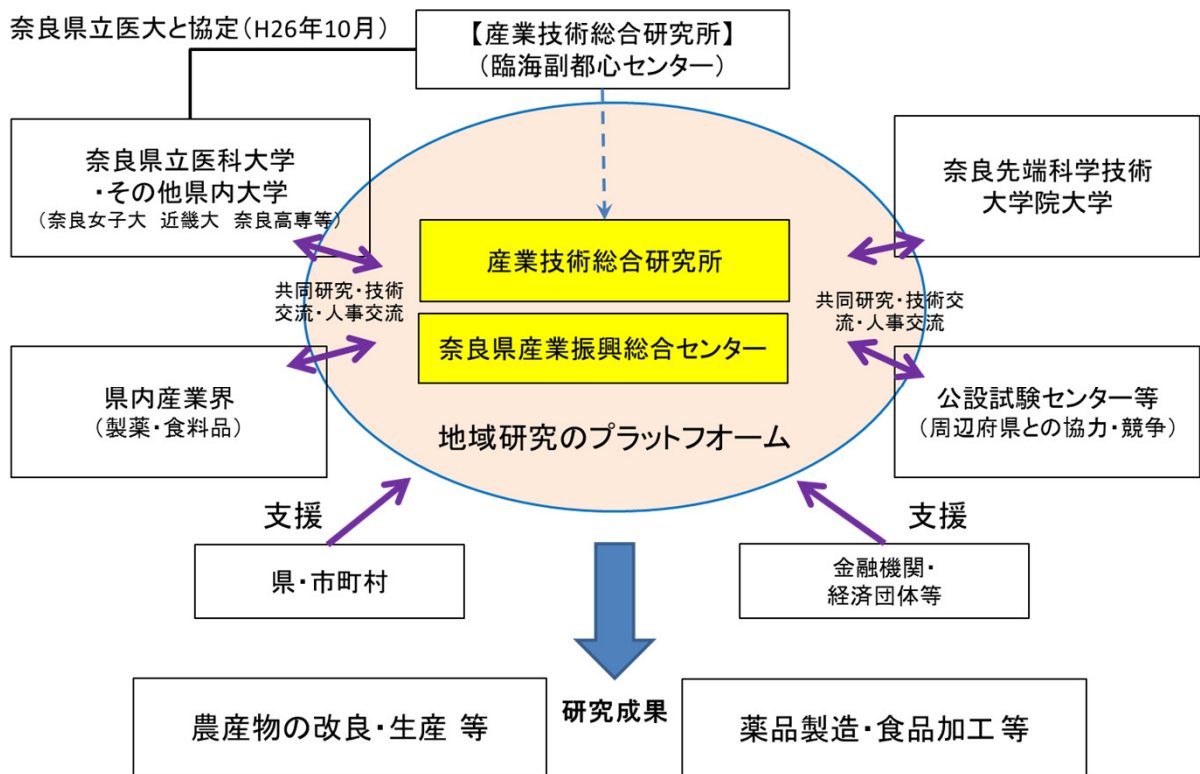 奈良県立医大と協定（H26年10月）
【産業技術総合研究所】
（臨海副都心センター）
奈良県立医科大学
・その他県内大学
（奈良女子大　近畿大　奈良高専等）
奈良先端科学技術
大学院大学
産業技術総合研究所
共同研究・技術
交流・人事交流
共同研究・技術交
流・人事交流
奈良県産業振興総合センター
県内産業界
（製薬・食料品）
公設試験センター等
（周辺府県との協力・競争）
地域研究のプラットフオーム
支援
支援
県・市町村
金融機関・
経済団体等
研究成果
農産物の改良・生産 等
薬品製造・食品加工 等